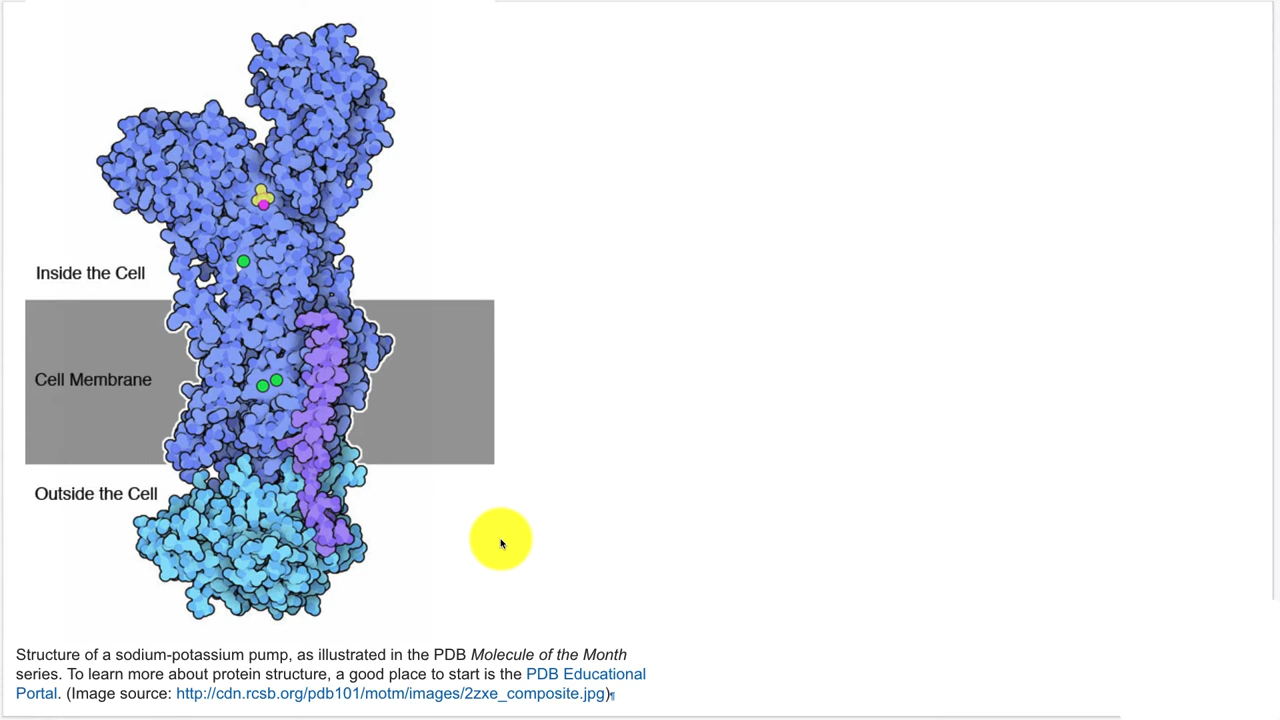 Inside the Cell
Cell Membrane
Outside the Cell
Structure of a sodium-potassium pump, as illustrated in the PDB Molecule of the Month
series. To learn more about protein structure, a good place to start is the PDB Educational
Portal. (Image source: http://cdn.rcsb.org/pdb101/motm/images/2zxe_composite.jpg)¶